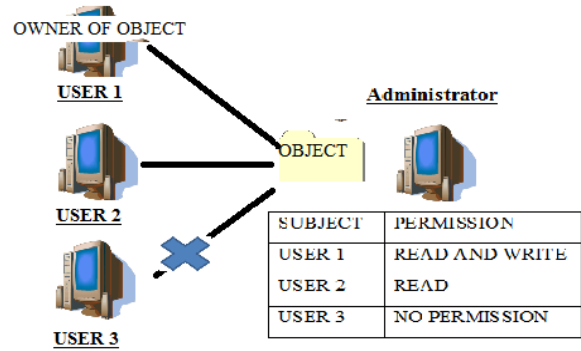 OWNER OF OBJECT
USER 1
Administrator
OBJECT
USER 2
SUBJECT PERMISSION
USER 1 READ AND WRITE
USER 2 READ
USER 3 NO PERMISSION
USER 3